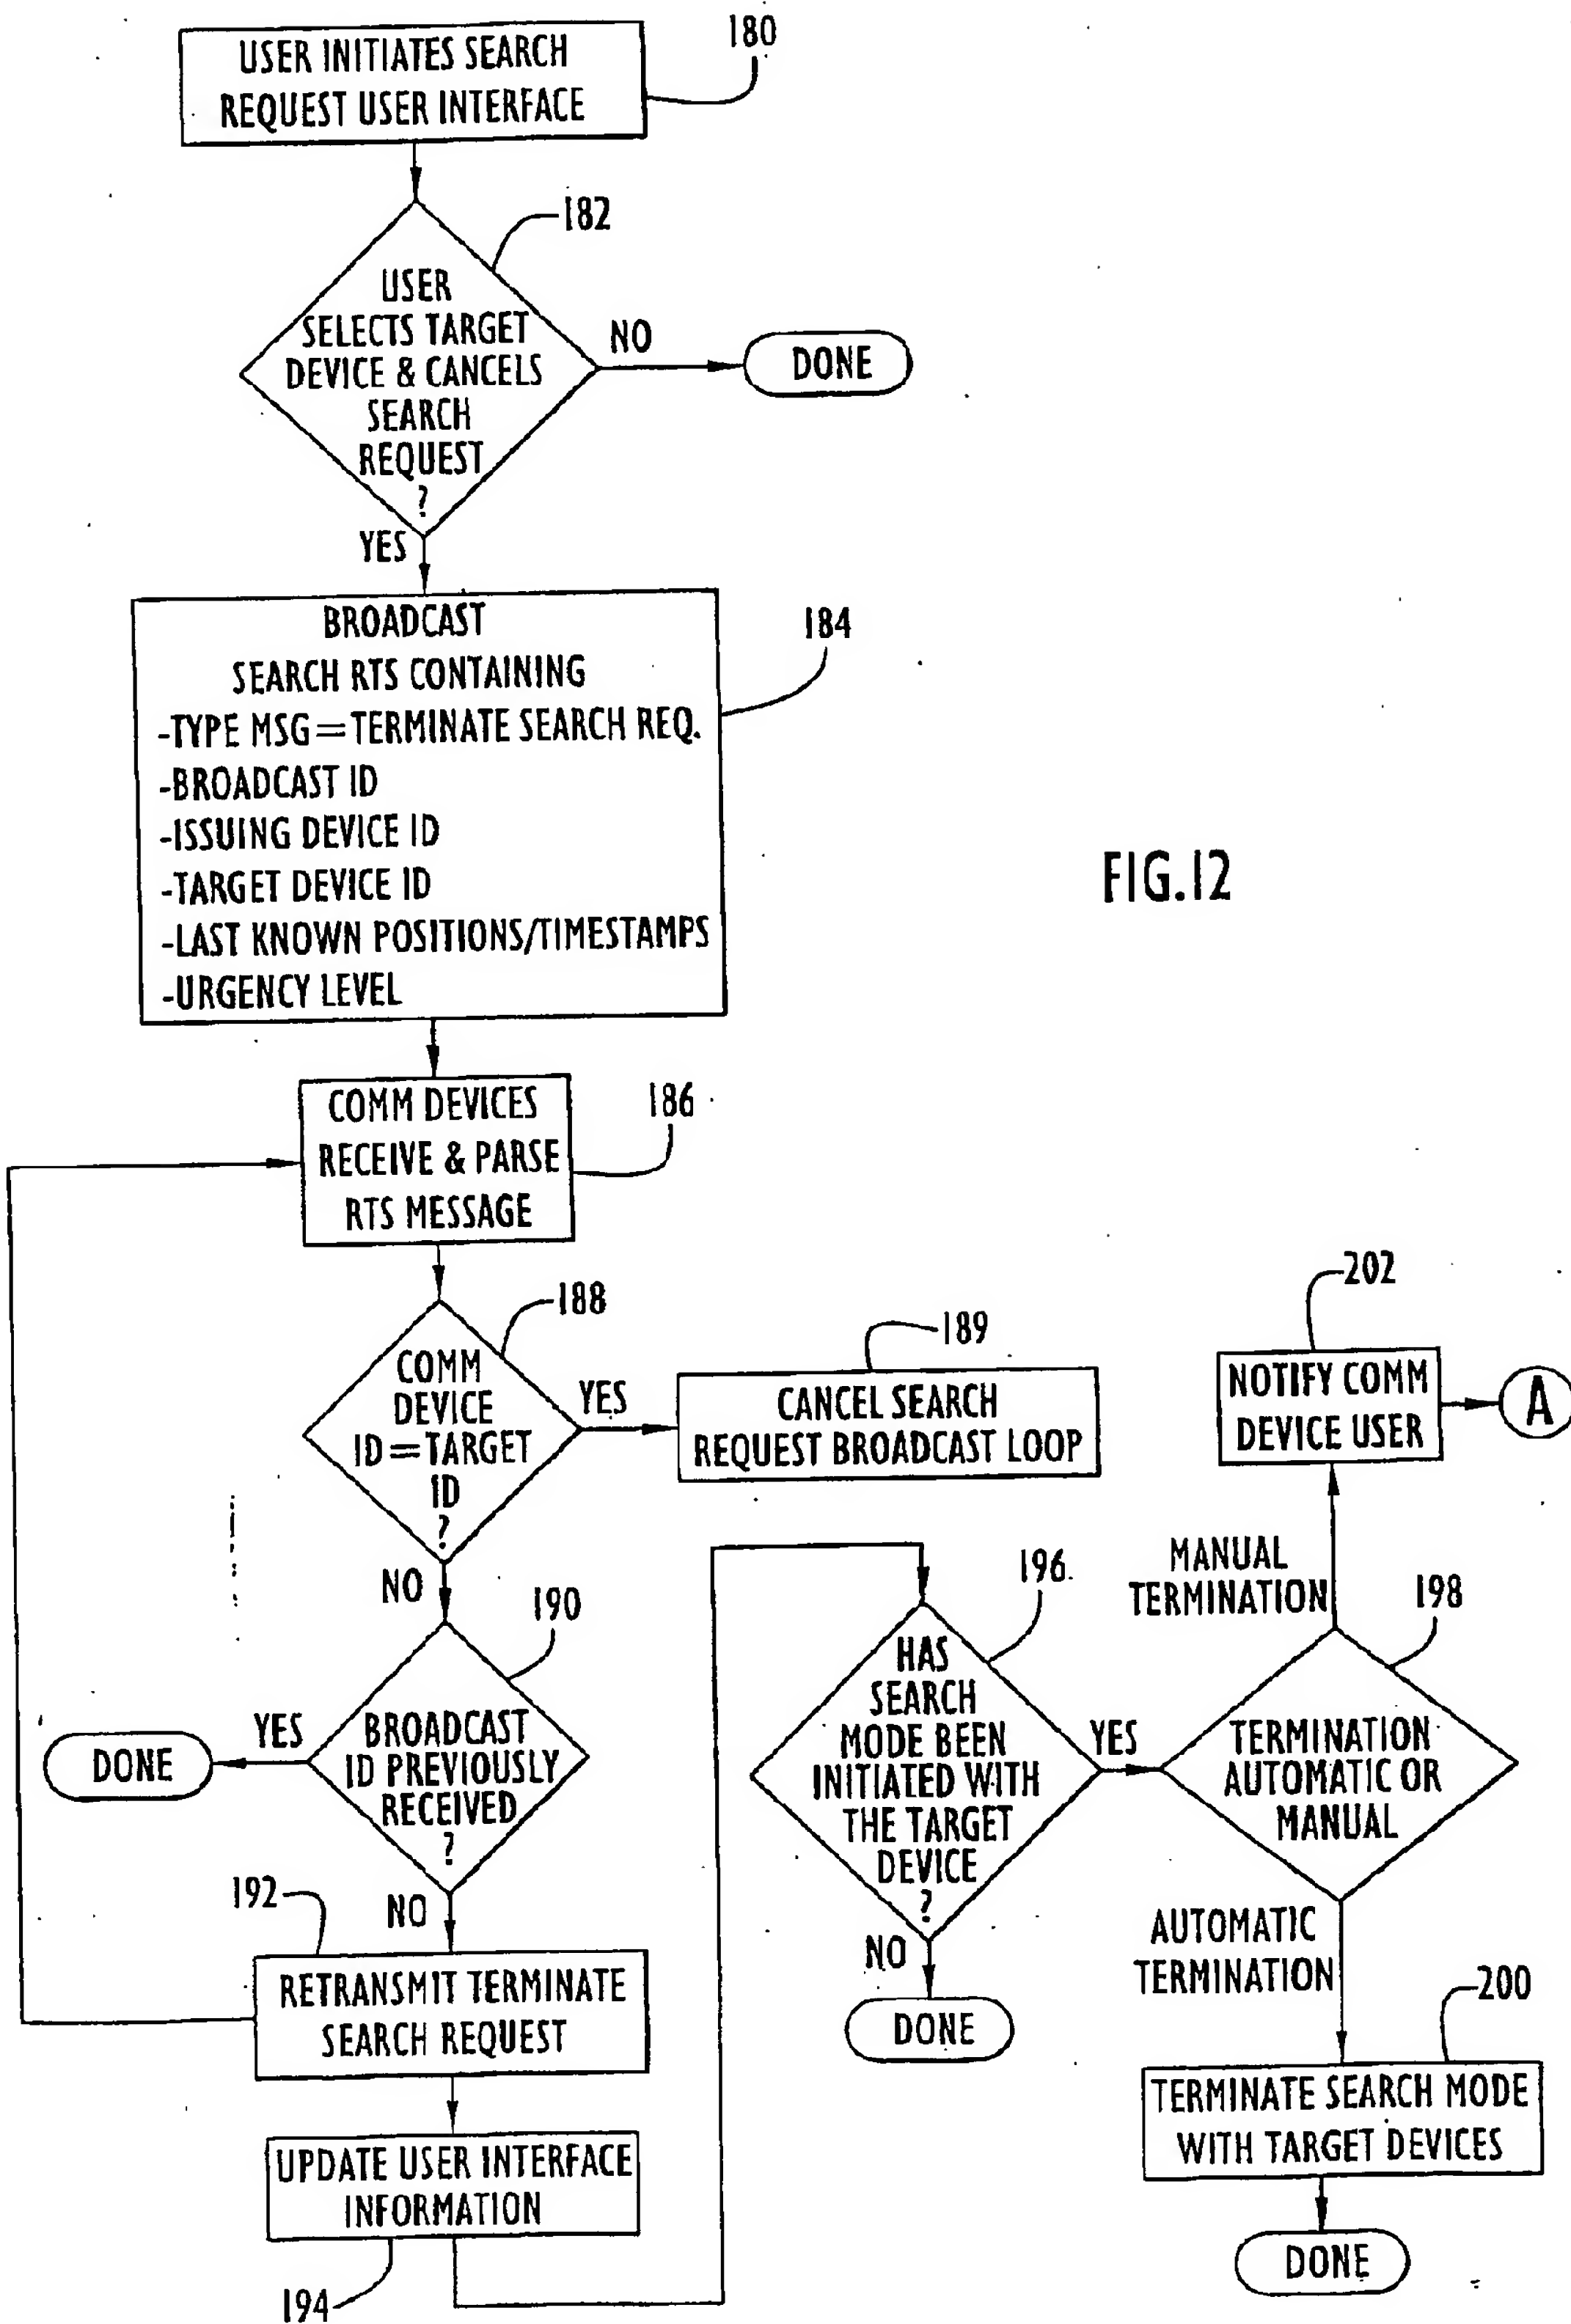 USER INITIATES SEARCH
REQUEST USER INTERFACE
180
182
USER
SELECTS TARGET
DEVICE & CANCELS
SEARCH
REQUEST
?
NO
DONE
YES
BROADCAST
SEARCH RTS CONTAINING
-TYPE MSG=TERMINATE SEARCH REQ.
-BROADCAST ID
-ISSUING DEVICE ID
-TARGET DEVICE ID
-LAST KNOWN POSITIONS/TIMESTAMPS
-URGENCY LEVEL
184
FIG.12
COMM DEVICES
RECEIVE & PARSE
RTS MESSAGE
186
188
COMM
DEVICE
ID=TARGET
ID
?
YES
189
CANCEL SEARCH
REQUEST BROADCAST LOOP
NO
190
BROADCAST
ID PREVIOUSLY
RECEIVED
?
YES
DONE
NO
192
RETRANSMIT TERMINATE
SEARCH REQUEST
UPDATE USER INTERFACE
INFORMATION
194
196
HAS
SEARCH
MODE BEEN
INITIATED WITH
THE TARGET
DEVICE
?
NO
DONE
YES
198
TERMINATION
AUTOMATIC OR
MANUAL
MANUAL
TERMINATION
202
NOTIFY COMM
DEVICE USER
A
AUTOMATIC
TERMINATION
200
TERMINATE SEARCH MODE
WITH TARGET DEVICES
DONE